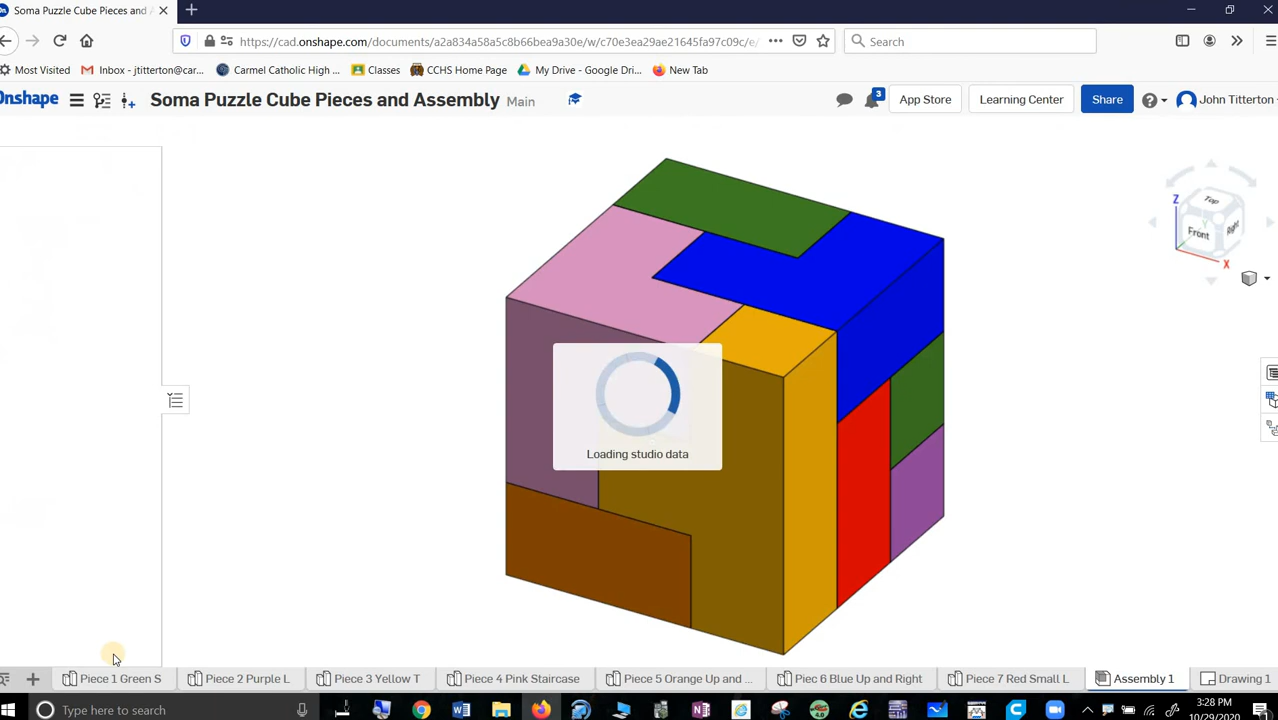 Soma Puzzle Cube Pieces and A
https://cad.onshape.com/documents/a2a834a58a5c8b66bea9a30e/w/c70e3ea29ae21645fa97c09c/e/
Search
Most Visited
Inbox - jtitterton@car...
Carmel Catholic High ...
Classes
CCHS Home Page
My Drive - Google Dri...
New Tab
Onshape
Soma Puzzle Cube Pieces and Assembly Main
3
App Store
Learning Center
Share
John Titterton
Z
Top
Y
Front
Right
X
Loading studio data
Piece 1 Green S
Piece 2 Purple L
Piece 3 Yellow T
Piece 4 Pink Staircase
Piece 5 Orange Up and ...
Piec 6 Blue Up and Right
Piece 7 Red Small L
Assembly 1
Drawing 1
Type here to search
3:28 PM
10/29/2020